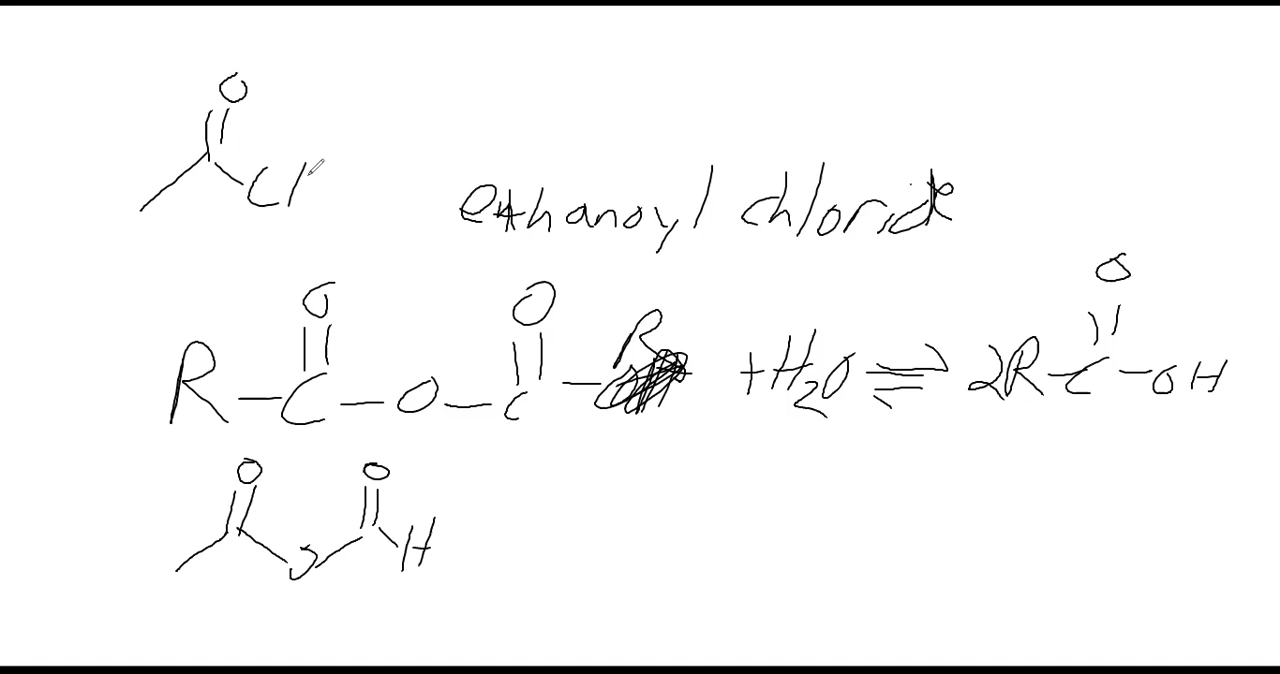 O
Cl
ethanoyl chloride
O O O
R-C-O-C-R +H2O ⇌ 2R-C-OH
O O
O H